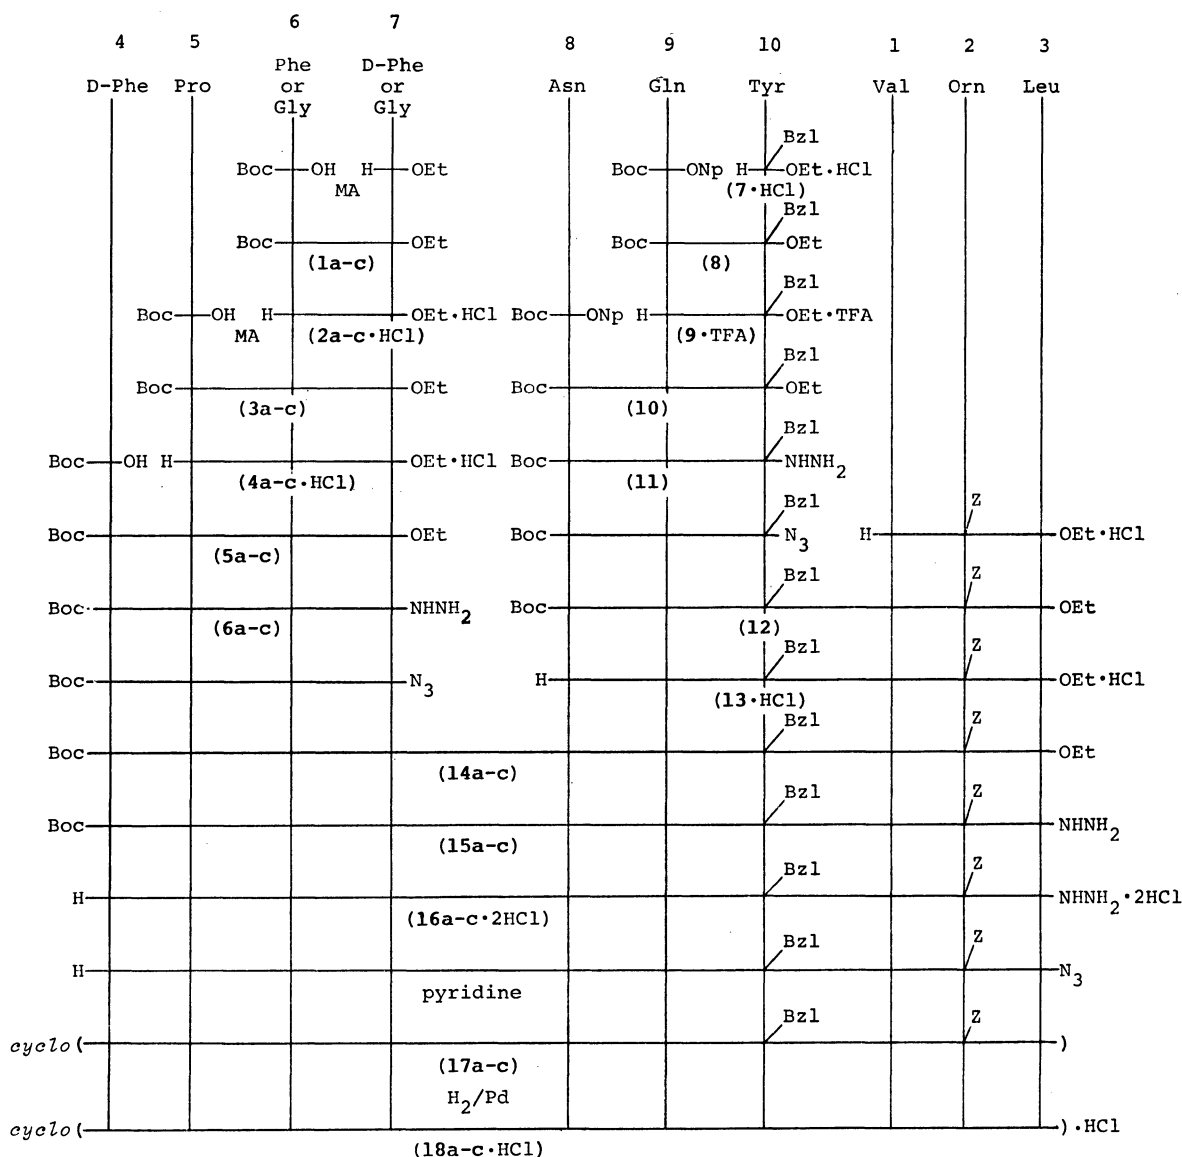 4 5 6 7 8 9 10 1 2 3
D-Phe Pro Phe or Gly D-Phe or Gly Asn Gln Tyr Val Orn Leu
Bzl
Boc OH H OEt Boc ONp H OEt·HCl
MA (7·HCl)
Bzl
Boc OEt Boc OEt
(1a-c) (8)
Bzl
Boc OH H OEt·HCl Boc ONp H OEt·TFA
MA (2a-c·HCl) (9·TFA)
Bzl
Boc OEt Boc OEt
(3a-c) (10)
Bzl
Boc OH H OEt·HCl Boc NHNH2
(4a-c·HCl) (11)
Bzl Z
Boc OEt Boc N3 H OEt·HCl
(5a-c)
Bzl Z
Boc NHNH2 Boc OEt
(6a-c) (12)
Bzl Z
Boc N3 H OEt·HCl
(13·HCl)
Bzl Z
Boc OEt
(14a-c)
Bzl Z
Boc NHNH2
(15a-c)
Bzl Z
H NHNH2·2HCl
(16a-c·2HCl)
Bzl Z
H N3
pyridine
Bzl Z
cyclo( )
(17a-c)
H2/Pd
cyclo( )·HCl
(18a-c·HCl)